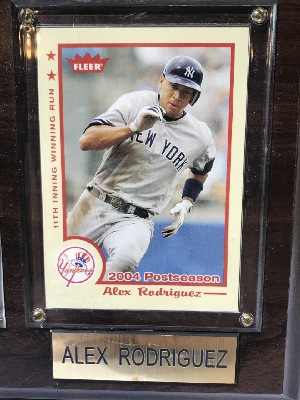 FLEER
11TH INNING WINNING RUN
NY
NEW YORK
Yankees
2004 Postseason
Alex Rodriguez
ALEX RODRIGUEZ